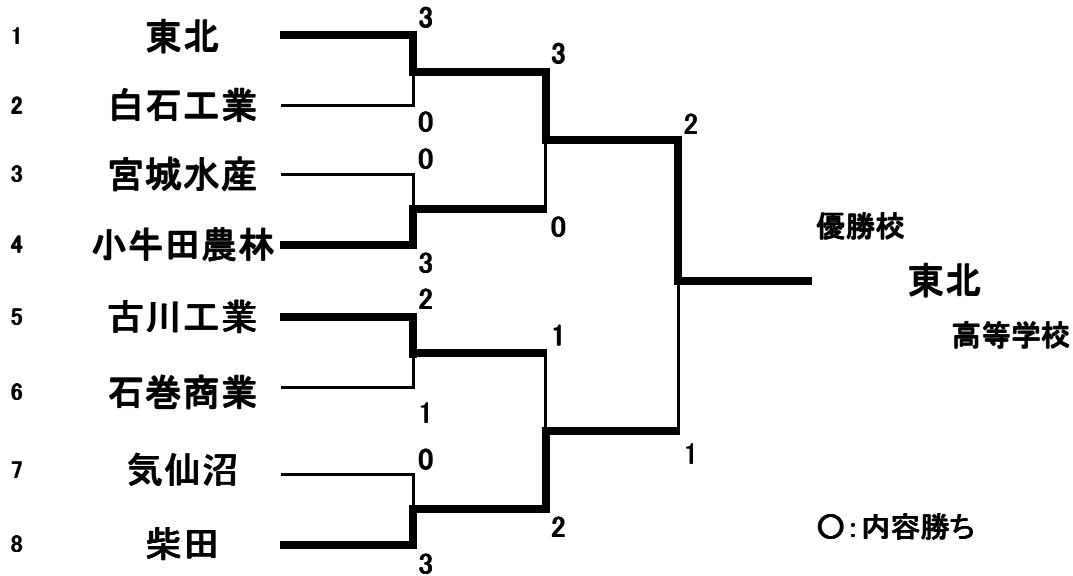 1 東北 3
3
2 白石工業 0
2
3 宮城水産 0
0
4 小牛田農林 3
優勝校
東北
高等学校
5 古川工業 2
1
6 石巻商業 1
1
7 気仙沼 0
2
8 柴田 3
〇：内容勝ち